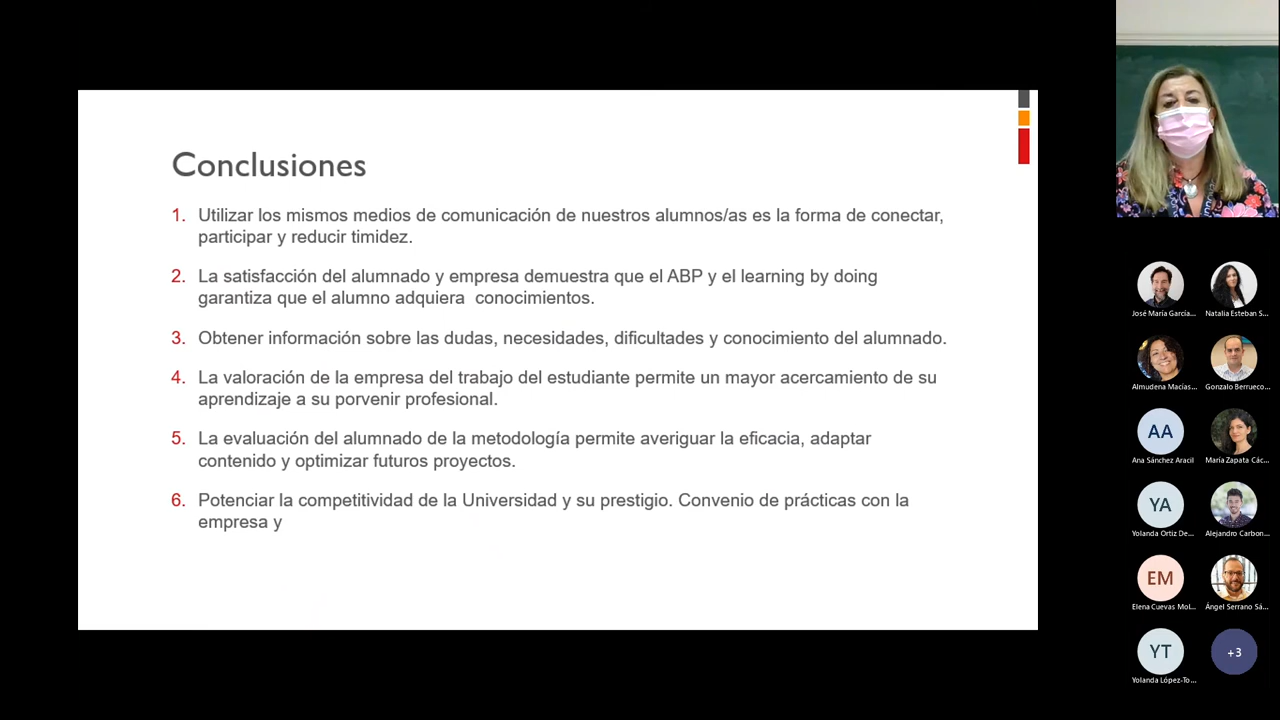 Conclusiones
1. Utilizar los mismos medios de comunicación de nuestros alumnos/as es la forma de conectar,
participar y reducir timidez.
2. La satisfacción del alumnado y empresa demuestra que el ABP y el learning by doing
garantiza que el alumno adquiera  conocimientos.
3. Obtener información sobre las dudas, necesidades, dificultades y conocimiento del alumnado.
4. La valoración de la empresa del trabajo del estudiante permite un mayor acercamiento de su
aprendizaje a su porvenir profesional.
5. La evaluación del alumnado de la metodología permite averiguar la eficacia, adaptar
contenido y optimizar futuros proyectos.
6. Potenciar la competitividad de la Universidad y su prestigio. Convenio de prácticas con la
empresa y
José María García...
Natalia Esteban S...
Almudena Macías...
Gonzalo Berrueco...
AA
Ana Sánchez Aracil
María Zapata Các...
YA
Yolanda Ortiz De...
Alejandro Carbon...
EM
Elena Cuevas Mol...
Ángel Serrano Sá...
YT
Yolanda López-To...
+3